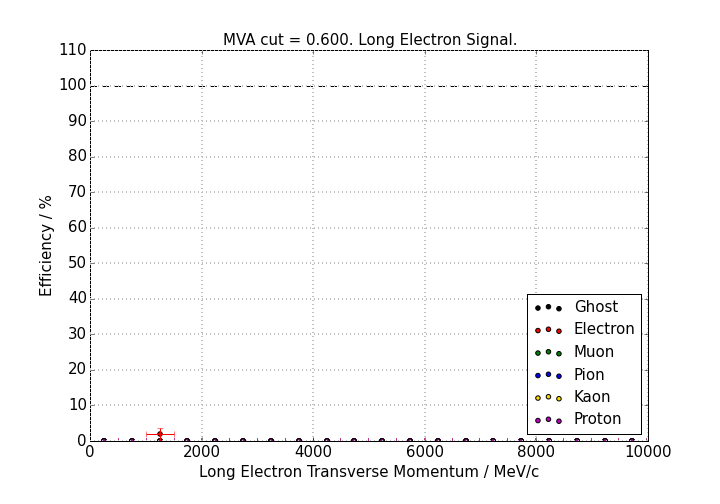 MVA cut = 0.600. Long Electron Signal.
110
100
90
80
70
60
50
40
30
20
10
0
Efficiency / %
Ghost
Electron
Muon
Pion
Kaon
Proton
0 2000 4000 6000 8000 10000
Long Electron Transverse Momentum / MeV/c